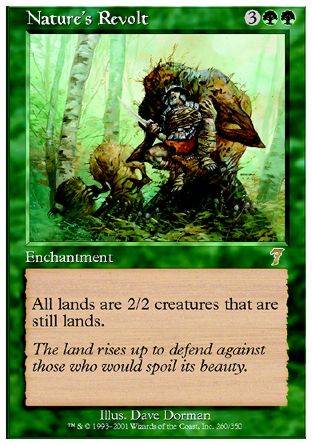 Nature's Revolt 3
Enchantment
All lands are 2/2 creatures that are
still lands.
The land rises up to defend against
those who would spoil its beauty.
Illus. Dave Dorman
™ & © 1993–2001 Wizards of the Coast, Inc. 260/350